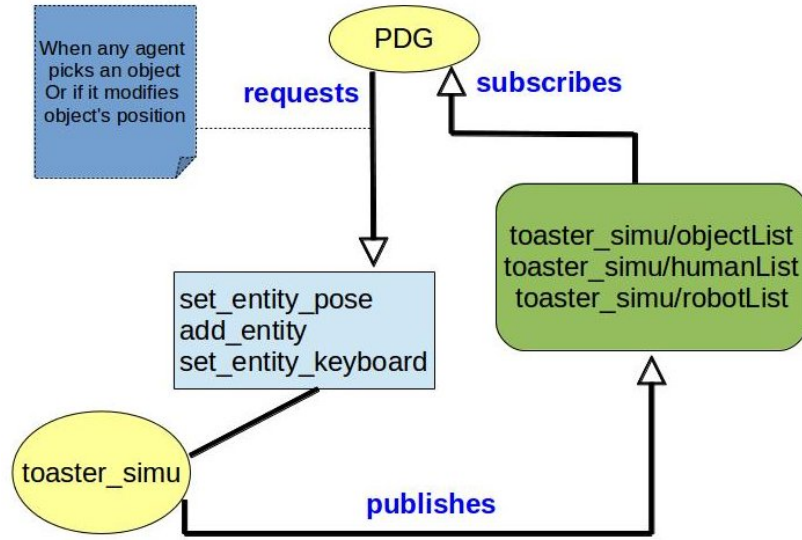 When any agent
picks an object
Or if it modifies
object's position
PDG
requests
subscribes
toaster_simu/objectList
toaster_simu/humanList
toaster_simu/robotList
set_entity_pose
add_entity
set_entity_keyboard
toaster_simu
publishes